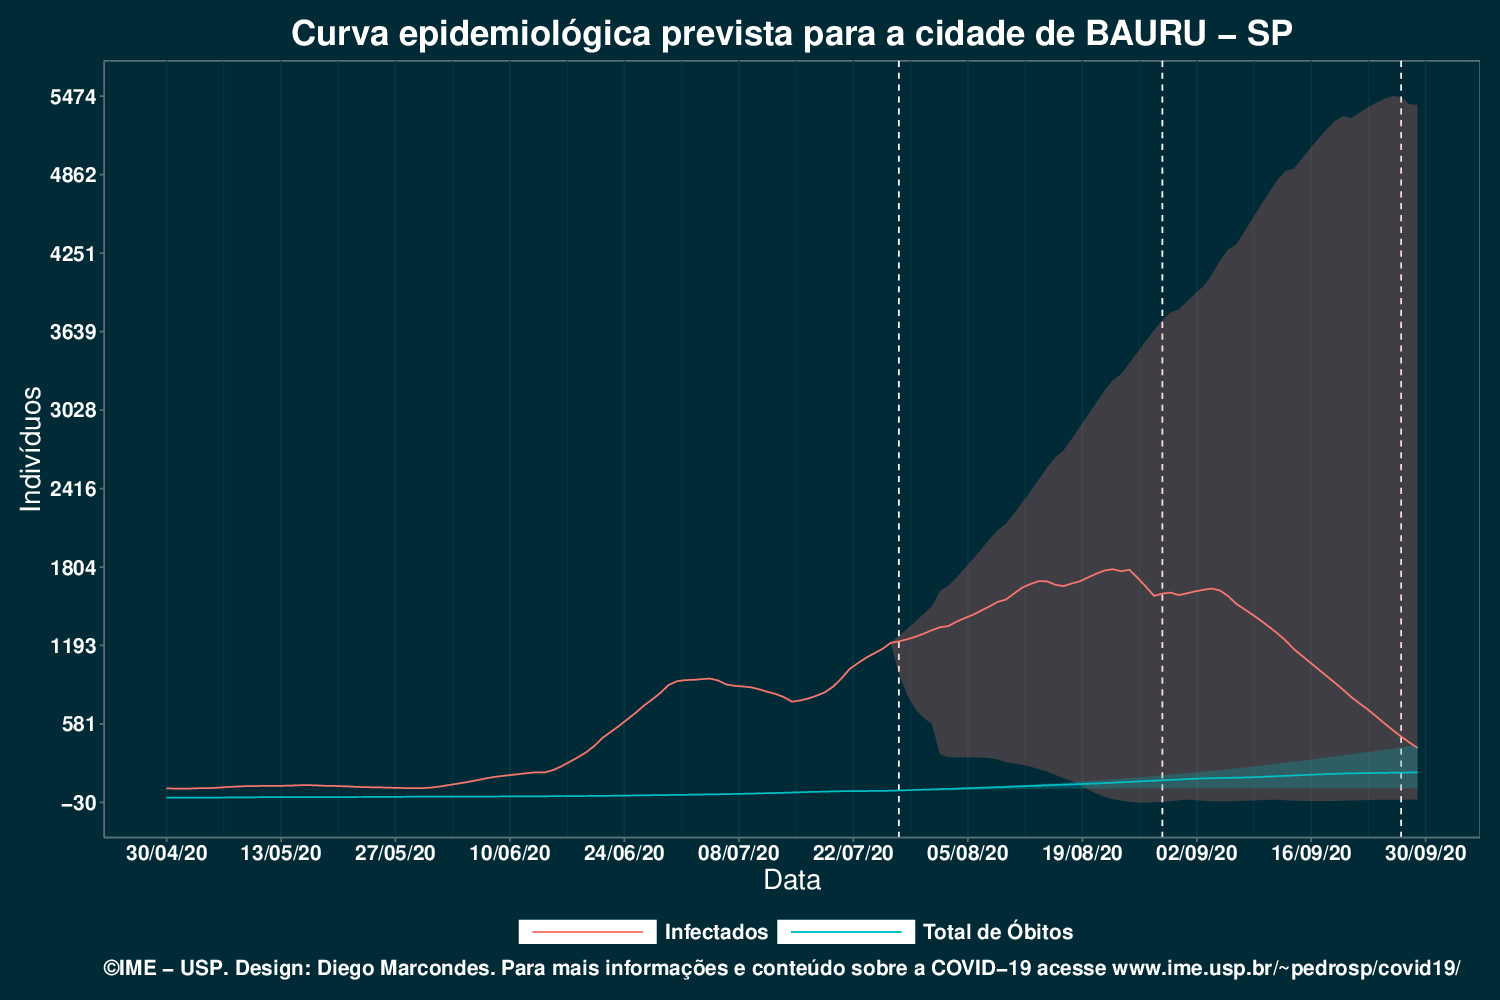 Curva epidemiológica prevista para a cidade de BAURU – SP
Indivíduos
5474
4862
4251
3639
3028
2416
1804
1193
581
−30
30/04/20 13/05/20 27/05/20 10/06/20 24/06/20 08/07/20 22/07/20 05/08/20 19/08/20 02/09/20 16/09/20 30/09/20
Data
Infectados Total de Óbitos
©IME − USP. Design: Diego Marcondes. Para mais informações e conteúdo sobre a COVID−19 acesse www.ime.usp.br/~pedrosp/covid19/